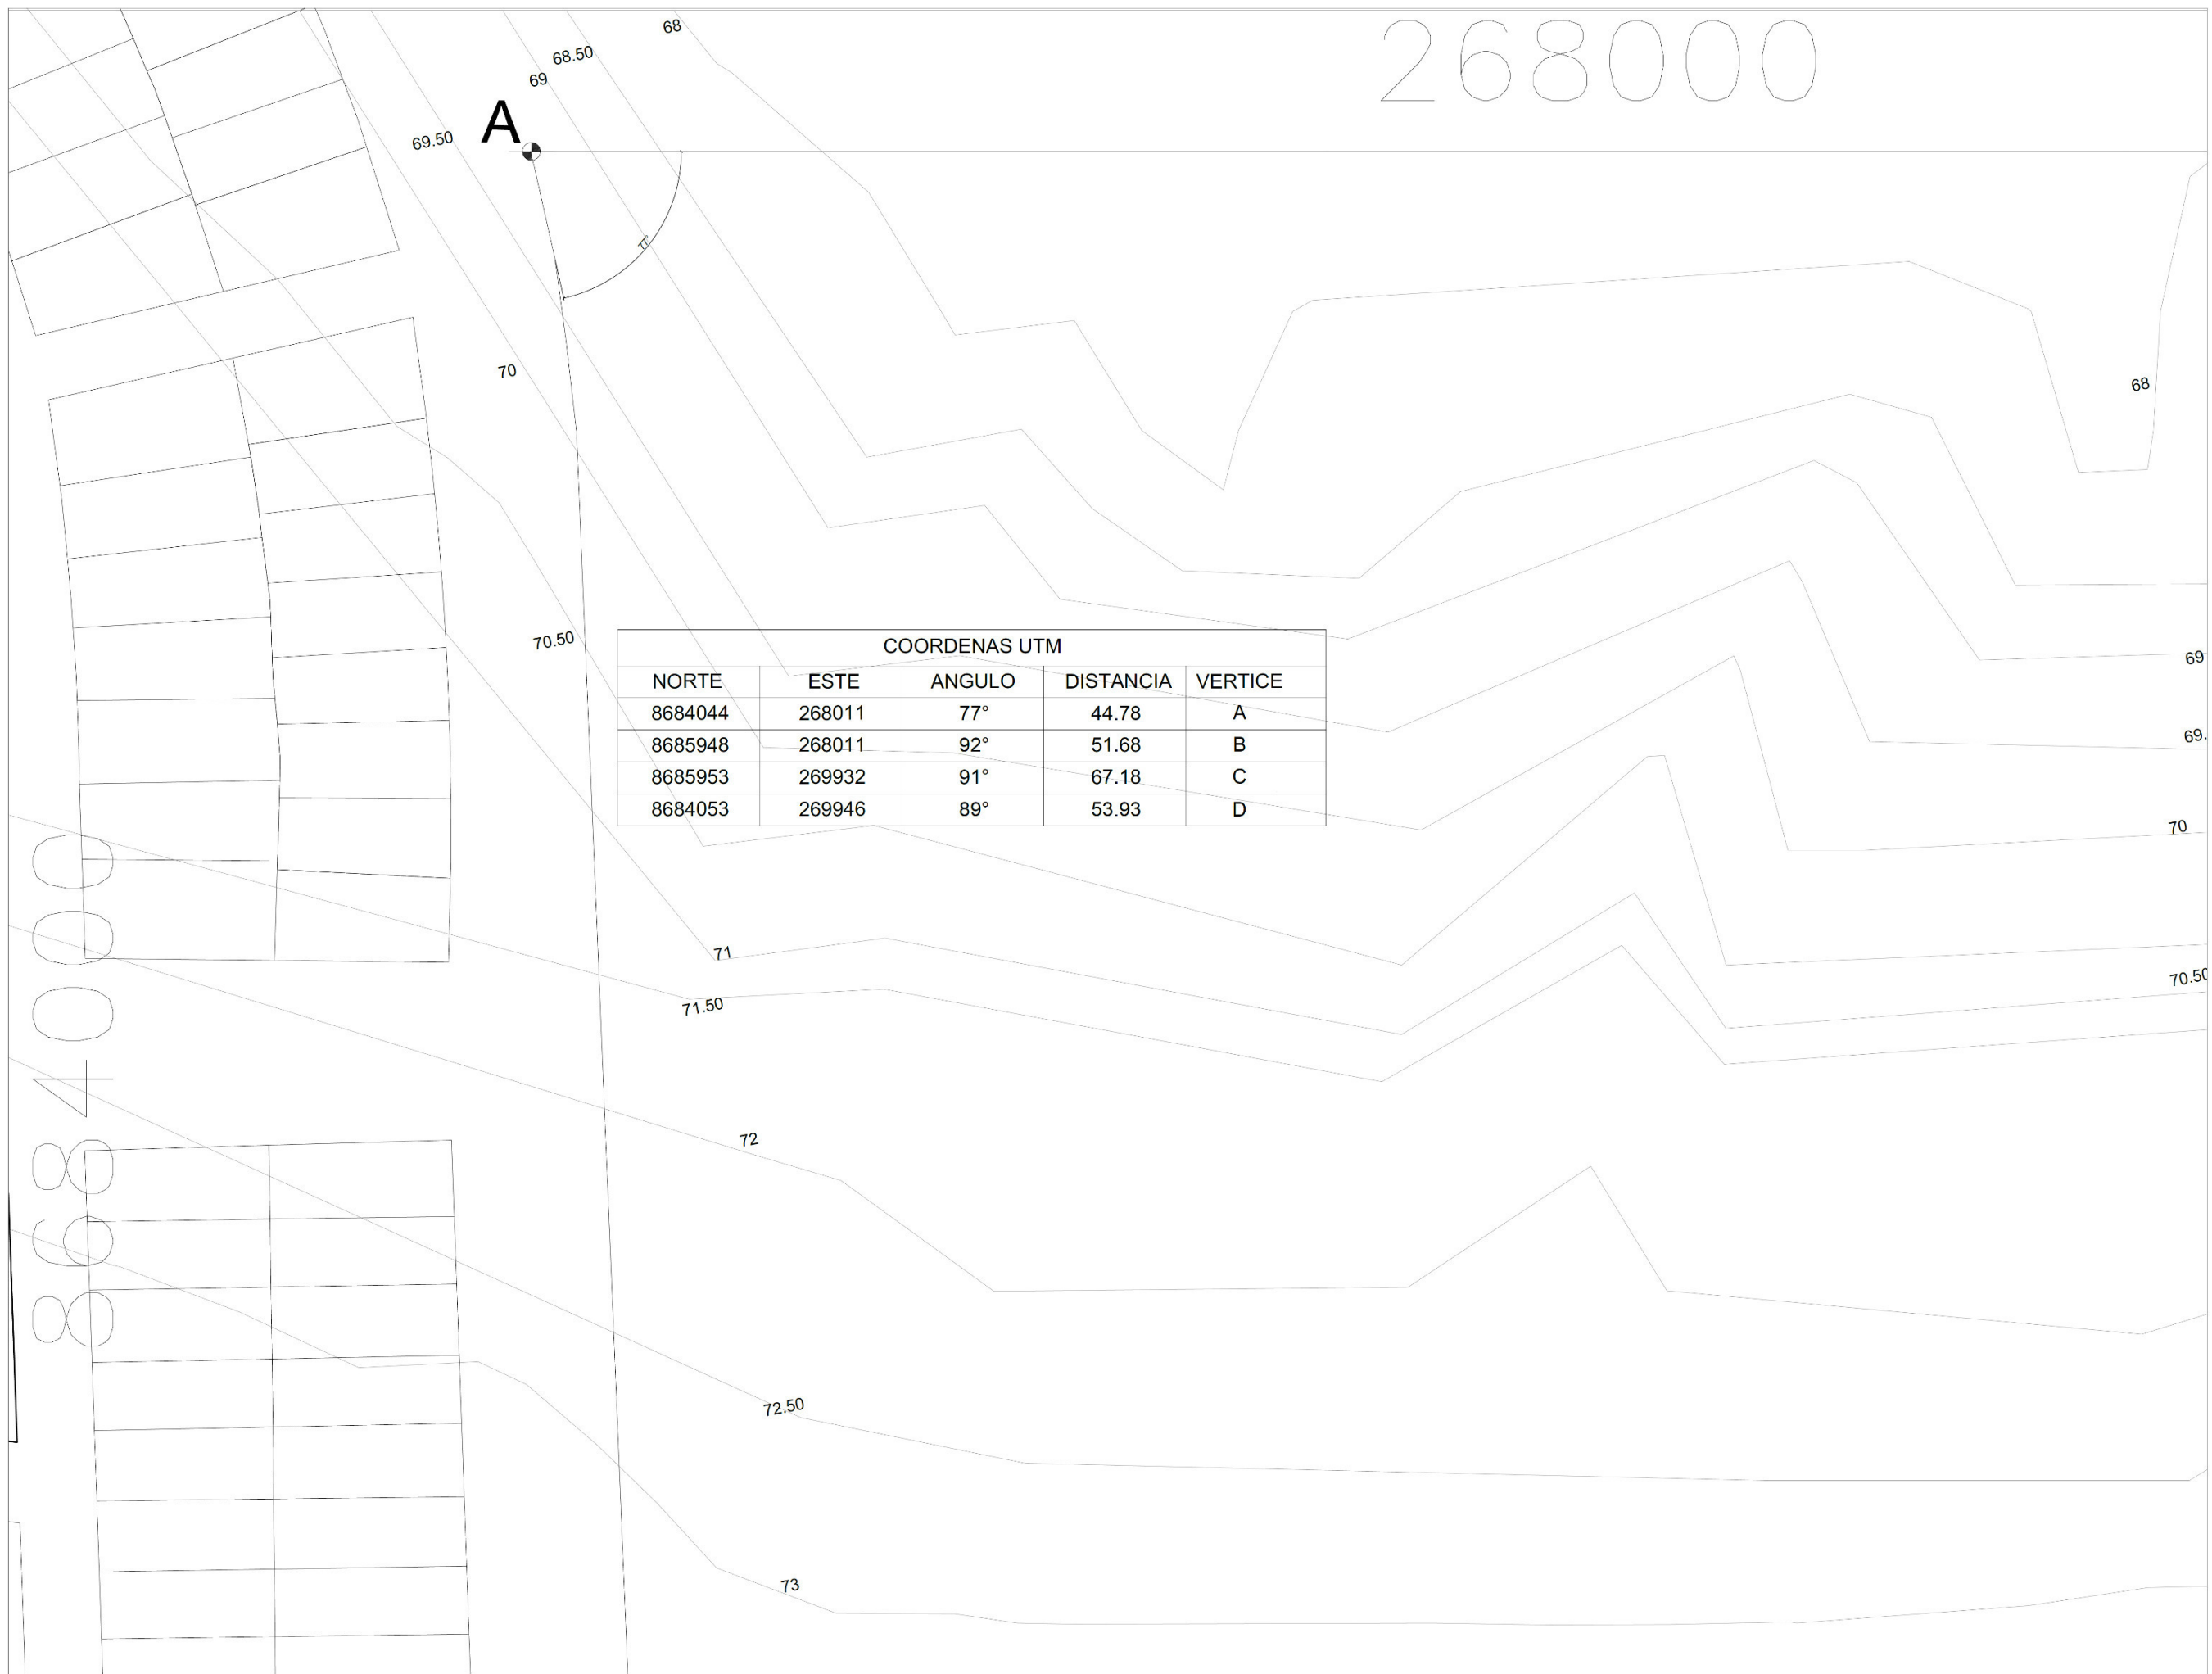 268000
68
68.50
69
A
69.50
77°
70
68
70.50
COORDENAS UTM
NORTE ESTE ANGULO DISTANCIA VERTICE
8684044 268011 77° 44.78 A
8685948 268011 92° 51.68 B
8685953 269932 91° 67.18 C
8684053 269946 89° 53.93 D
69
69.
70
71
70.50
71.50
8684000
72
72.50
73